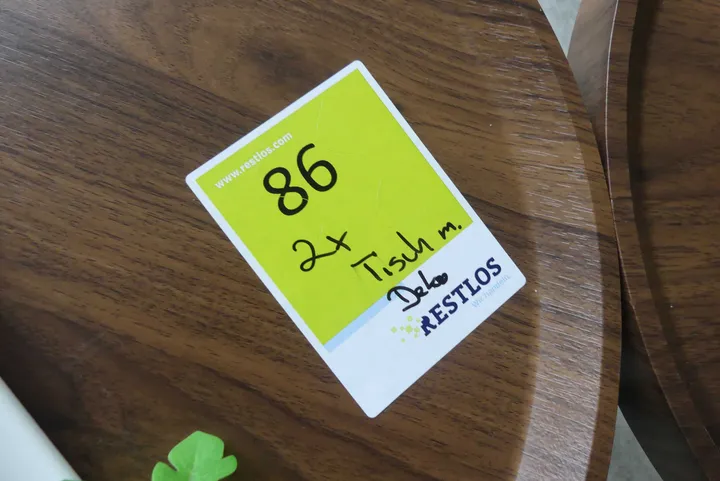 www.restlos.com
86
2x Tisch m.
Deko
RESTLOS